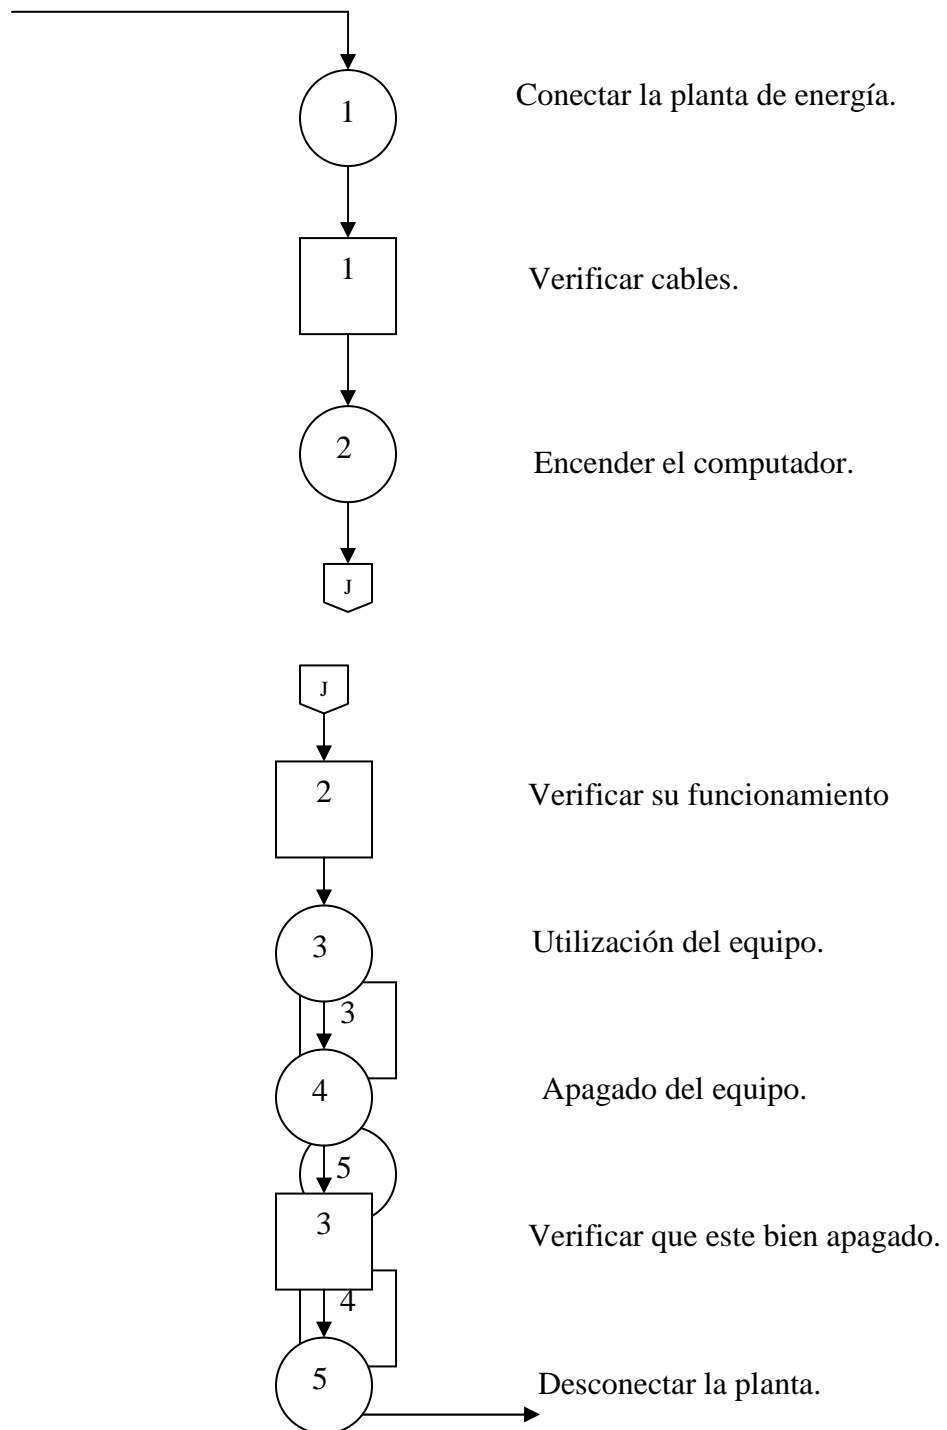 1 Conectar la planta de energía.
1 Verificar cables.
2 Encender el computador.
J
J
2 Verificar su funcionamiento
3 Utilización del equipo.
3
4 Apagado del equipo.
5
3 Verificar que este bien apagado.
4
5 Desconectar la planta.